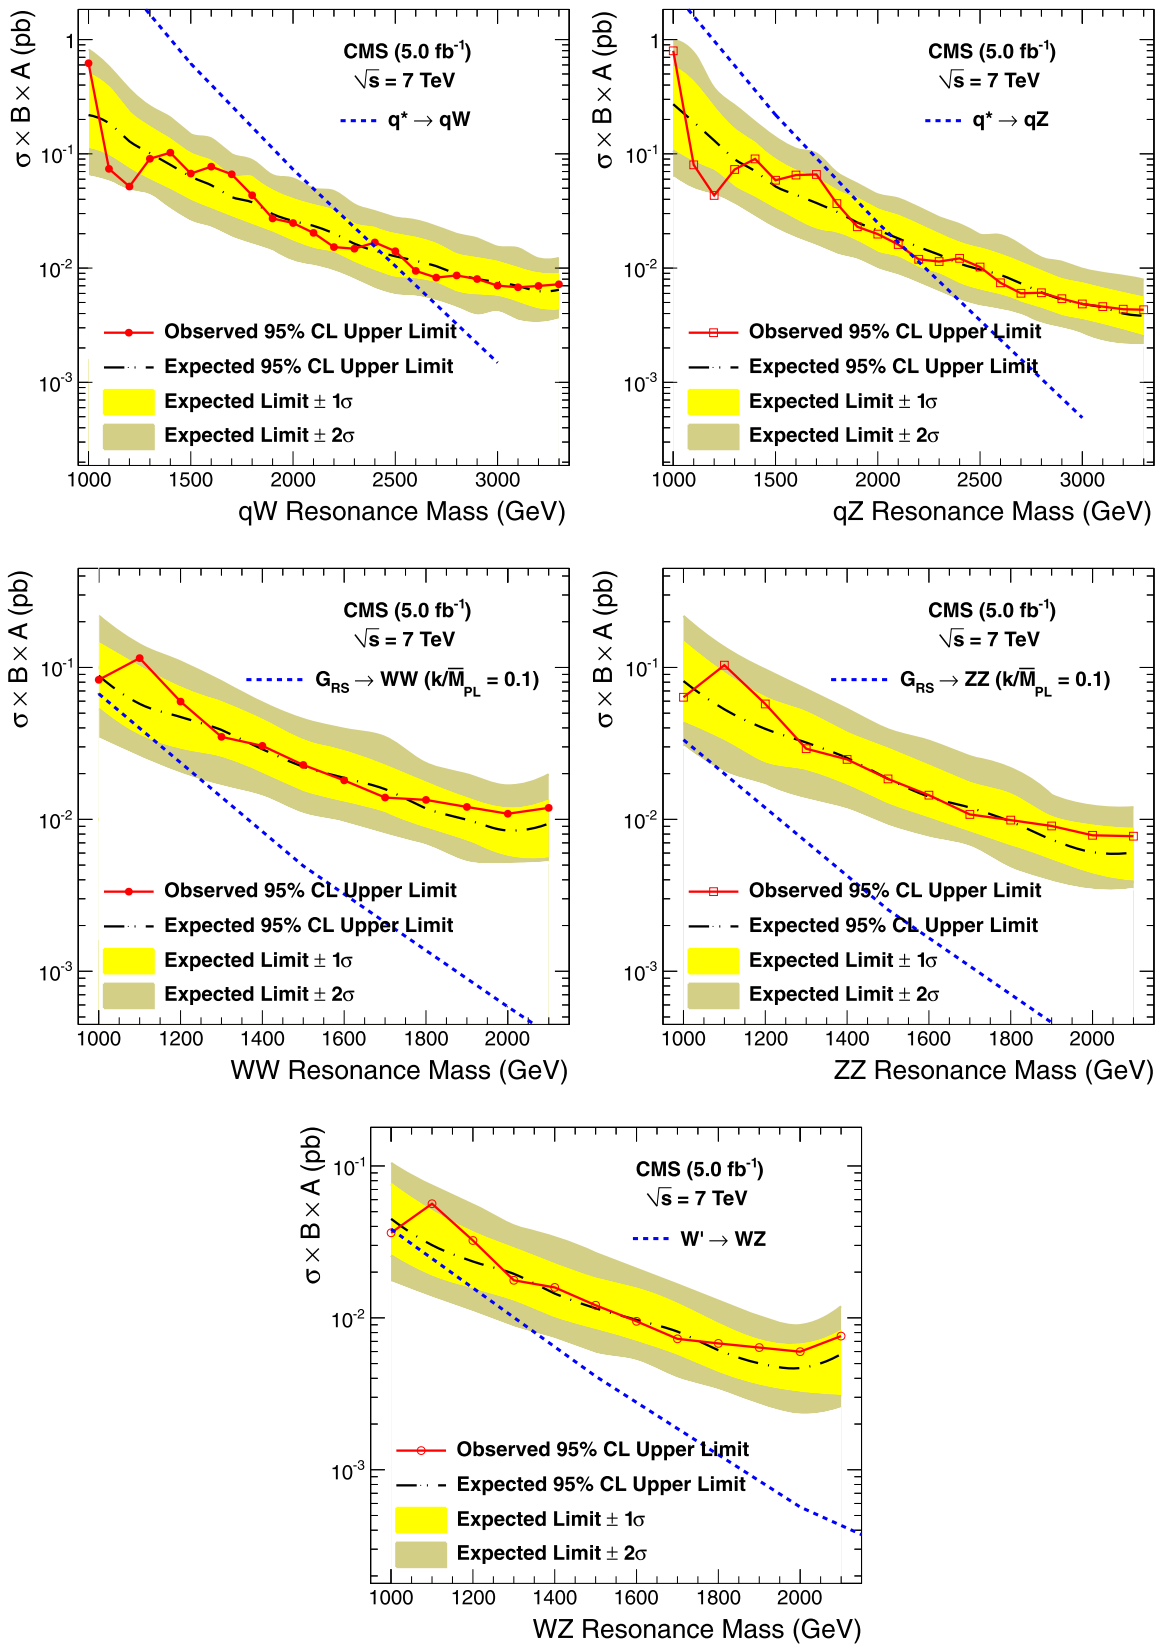 σ × B × A (pb)
1
10⁻¹
10⁻²
10⁻³
CMS (5.0 fb⁻¹)
√s = 7 TeV
q* → qW
Observed 95% CL Upper Limit
Expected 95% CL Upper Limit
Expected Limit ± 1σ
Expected Limit ± 2σ
1000 1500 2000 2500 3000
qW Resonance Mass (GeV)
σ × B × A (pb)
1
10⁻¹
10⁻²
10⁻³
CMS (5.0 fb⁻¹)
√s = 7 TeV
q* → qZ
Observed 95% CL Upper Limit
Expected 95% CL Upper Limit
Expected Limit ± 1σ
Expected Limit ± 2σ
1000 1500 2000 2500 3000
qZ Resonance Mass (GeV)
σ × B × A (pb)
10⁻¹
10⁻²
10⁻³
CMS (5.0 fb⁻¹)
√s = 7 TeV
G_RS → WW (k/M̅_PL = 0.1)
Observed 95% CL Upper Limit
Expected 95% CL Upper Limit
Expected Limit ± 1σ
Expected Limit ± 2σ
1000 1200 1400 1600 1800 2000
WW Resonance Mass (GeV)
σ × B × A (pb)
10⁻¹
10⁻²
10⁻³
CMS (5.0 fb⁻¹)
√s = 7 TeV
G_RS → ZZ (k/M̅_PL = 0.1)
Observed 95% CL Upper Limit
Expected 95% CL Upper Limit
Expected Limit ± 1σ
Expected Limit ± 2σ
1000 1200 1400 1600 1800 2000
ZZ Resonance Mass (GeV)
σ × B × A (pb)
10⁻¹
10⁻²
10⁻³
CMS (5.0 fb⁻¹)
√s = 7 TeV
W' → WZ
Observed 95% CL Upper Limit
Expected 95% CL Upper Limit
Expected Limit ± 1σ
Expected Limit ± 2σ
1000 1200 1400 1600 1800 2000
WZ Resonance Mass (GeV)